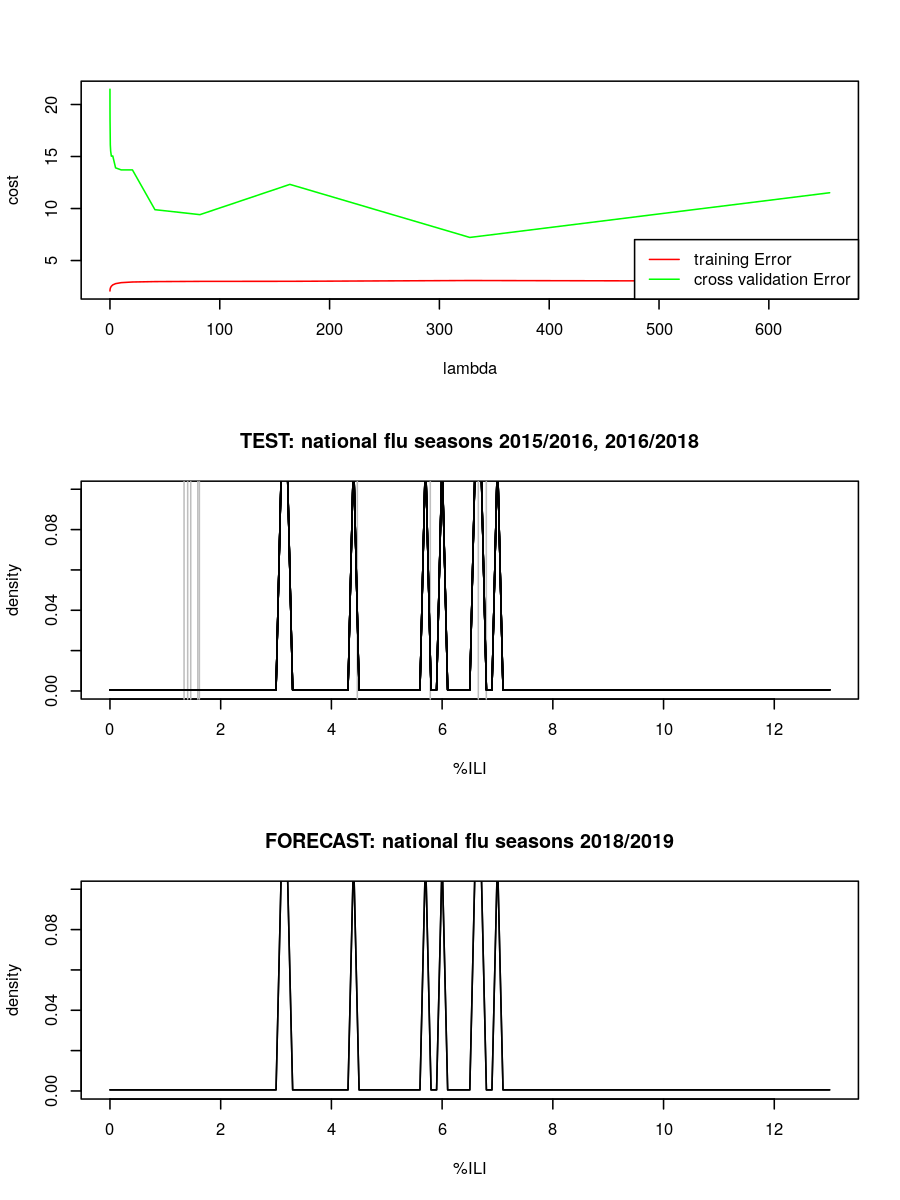 cost
20
15
10
5
training Error
cross validation Error
0 100 200 300 400 500 600
lambda
TEST: national flu seasons 2015/2016, 2016/2018
density
0.08
0.04
0.00
0 2 4 6 8 10 12
%ILI
FORECAST: national flu seasons 2018/2019
density
0.08
0.04
0.00
0 2 4 6 8 10 12
%ILI